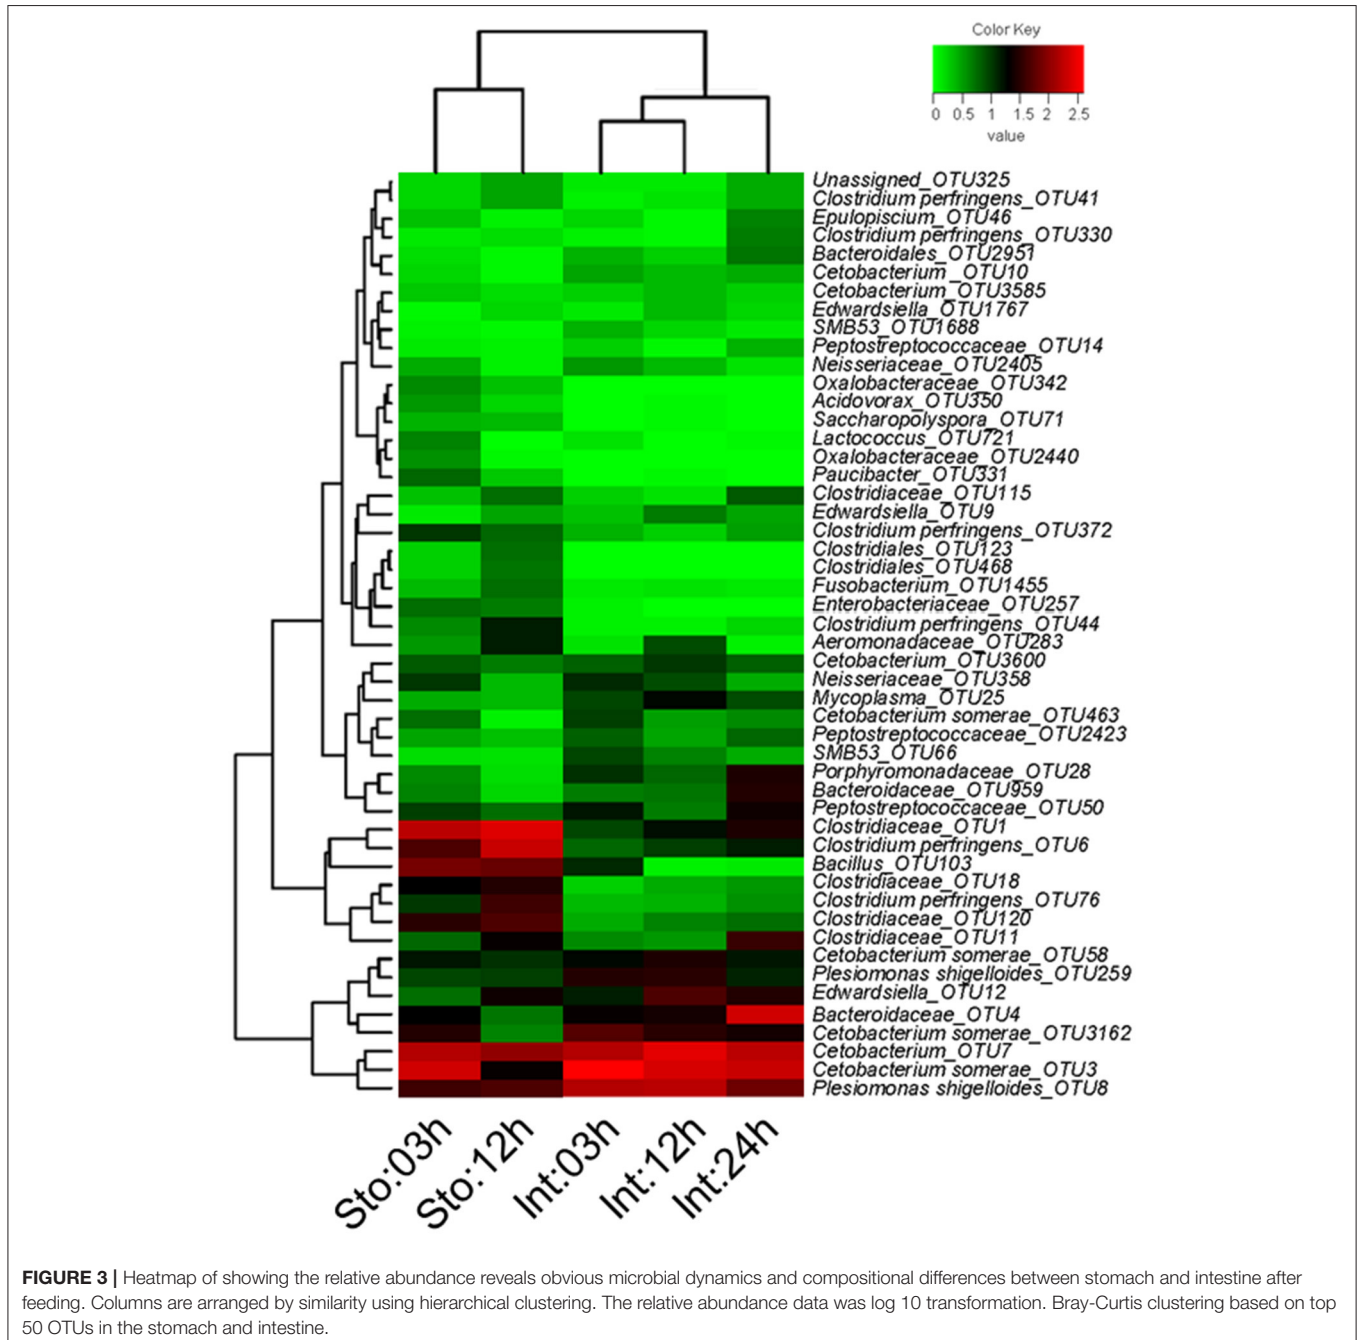 Color Key
0 0.5 1 1.5 2 2.5
value
Unassigned_OTU325
Clostridium perfringens_OTU41
Epulopiscium_OTU46
Clostridium perfringens_OTU330
Bacteroidales_OTU2951
Cetobacterium_OTU10
Cetobacterium_OTU3585
Edwardsiella_OTU1767
SMB53_OTU1688
Peptostreptococcaceae_OTU14
Neisseriaceae_OTU2405
Oxalobacteraceae_OTU342
Acidovorax_OTU350
Saccharopolyspora_OTU71
Lactococcus_OTU721
Oxalobacteraceae_OTU2440
Paucibacter_OTU331
Clostridiaceae_OTU115
Edwardsiella_OTU9
Clostridium perfringens_OTU372
Clostridiales_OTU123
Clostridiales_OTU468
Fusobacterium_OTU1455
Enterobacteriaceae_OTU257
Clostridium perfringens_OTU44
Aeromonadaceae_OTU283
Cetobacterium_OTU3600
Neisseriaceae_OTU358
Mycoplasma_OTU25
Cetobacterium somerae_OTU463
Peptostreptococcaceae_OTU2423
SMB53_OTU66
Porphyromonadaceae_OTU28
Bacteroidaceae_OTU959
Peptostreptococcaceae_OTU50
Clostridiaceae_OTU1
Clostridium perfringens_OTU6
Bacillus_OTU103
Clostridiaceae_OTU18
Clostridium perfringens_OTU76
Clostridiaceae_OTU120
Clostridiaceae_OTU11
Cetobacterium somerae_OTU58
Plesiomonas shigelloides_OTU259
Edwardsiella_OTU12
Bacteroidaceae_OTU4
Cetobacterium somerae_OTU3162
Cetobacterium_OTU7
Cetobacterium somerae_OTU3
Plesiomonas shigelloides_OTU8
Sto:03h Sto:12h Int:03h Int:12h Int:24h
FIGURE 3 | Heatmap of showing the relative abundance reveals obvious microbial dynamics and compositional differences between stomach and intestine after
feeding. Columns are arranged by similarity using hierarchical clustering. The relative abundance data was log 10 transformation. Bray-Curtis clustering based on top
50 OTUs in the stomach and intestine.